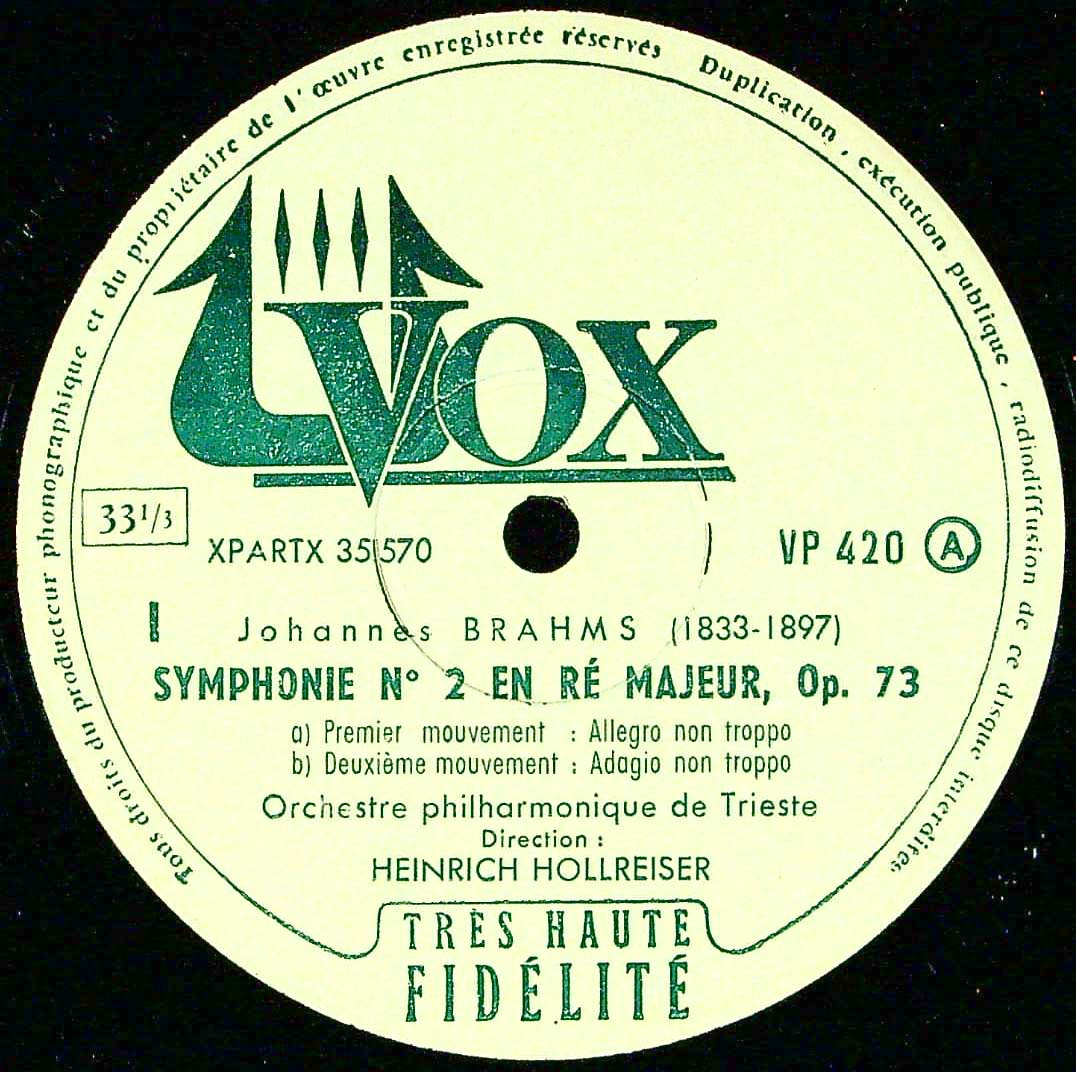 Tous droits du producteur phonographique et du propriétaire de l'œuvre enregistrée réservés Duplication, exécution publique, radiodiffusion de ce disque interdites.
VOX
33 1/3
XPARTX 35570
VP 420 A
I Johannes BRAHMS (1833-1897)
SYMPHONIE N° 2 EN RÉ MAJEUR, Op. 73
a) Premier mouvement : Allegro non troppo
b) Deuxième mouvement : Adagio non troppo
Orchestre philharmonique de Trieste
Direction :
HEINRICH HOLLREISER
TRÈS HAUTE
FIDÉLITÉ